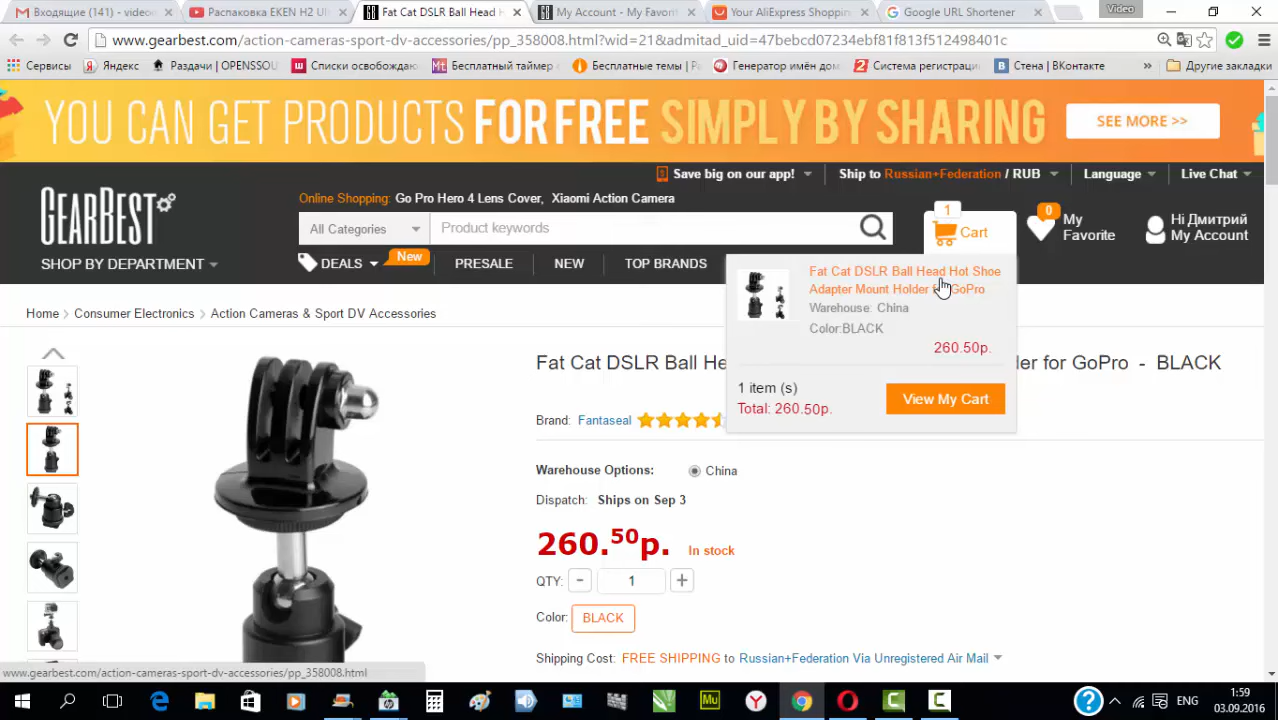 Входящие (141) - videoн
Распаковка EKEN H2 Ul
Fat Cat DSLR Ball Head H
My Account - My Favorit
Your AliExpress Shoppin
Google URL Shortener
Video
www.gearbest.com/action-cameras-sport-dv-accessories/pp_358008.html?wid=21&admitad_uid=47bebcd07234ebf81f813f512498401c
Сервисы
Яндекс
Раздачи | OPENSSOU
Списки освобождаю
Бесплатный таймер
Бесплатные темы | Р
Генератор имён дом
Система регистраци
Стена | ВКонтакте
»
Другие закладки
YOU CAN GET PRODUCTS FOR FREE SIMPLY BY SHARING
SEE MORE >>
Save big on our app!
Ship to Russian+Federation / RUB
Language
Live Chat
GEARBEST
Online Shopping: Go Pro Hero 4 Lens Cover, Xiaomi Action Camera
All Categories
Product keywords
1
Cart
0
My Favorite
Hi Дмитрий
My Account
SHOP BY DEPARTMENT
DEALS
New
PRESALE
NEW
TOP BRANDS
Fat Cat DSLR Ball Head Hot Shoe
Adapter Mount Holder GoPro
Warehouse: China
Color:BLACK
260.50р.
1 item (s)
Total: 260.50р.
View My Cart
Home > Consumer Electronics > Action Cameras & Sport DV Accessories
Fat Cat DSLR Ball He der for GoPro - BLACK
Brand: Fantaseal
Warehouse Options: China
Dispatch: Ships on Sep 3
260.50р. In stock
QTY: - 1 +
Color: BLACK
Shipping Cost: FREE SHIPPING to Russian+Federation Via Unregistered Air Mail
www.gearbest.com/action-cameras-sport-dv-accessories/pp_358008.html
Mu
ENG
1:59
03.09.2016